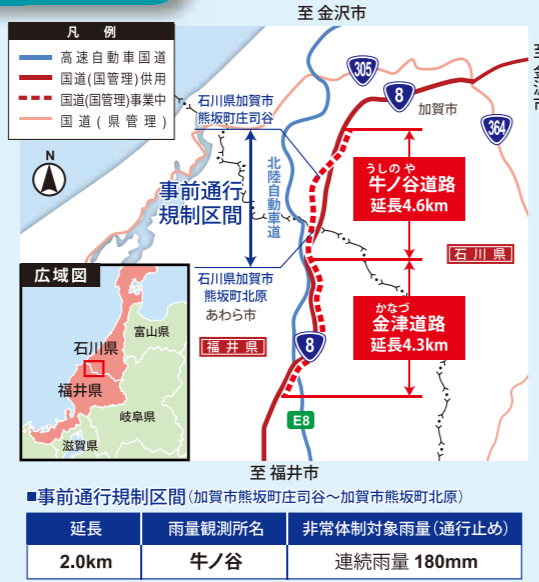 至 金沢市
凡 例
高速自動車国道
国道(国管理)供用
国道(国管理)事業中
国道(県管理)
305
8
364
至 金沢市
加賀市
石川県加賀市
熊坂町庄司谷
N
事前通行
規制区間
北陸自動車道
うしのや
牛ノ谷道路
延長4.6km
石川県
石川県加賀市
熊坂町北原
あわら市
福井県
かなづ
金津道路
延長4.3km
8
E8
広域図
石川県
富山県
福井県
岐阜県
滋賀県
至 福井市
■事前通行規制区間(加賀市熊坂町庄司谷～加賀市熊坂町北原)
延長 雨量観測所名 非常体制対象雨量(通行止め)
2.0km 牛ノ谷 連続雨量 180mm